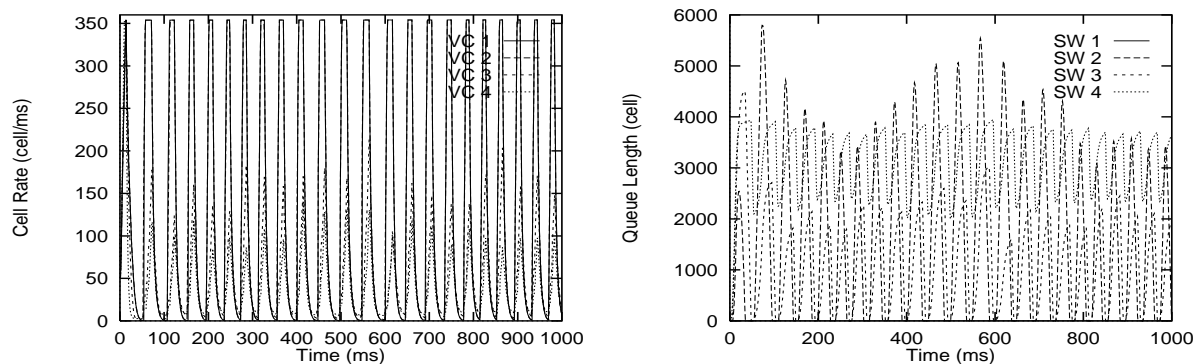 350
300
250
200
150
100
50
0
Cell Rate (cell/ms)
VC 1
VC 2
VC 3
VC 4
0 100 200 300 400 500 600 700 800 900 1000
Time (ms)
6000
5000
4000
3000
2000
1000
0
Queue Length (cell)
SW 1
SW 2
SW 3
SW 4
0 200 400 600 800 1000
Time (ms)